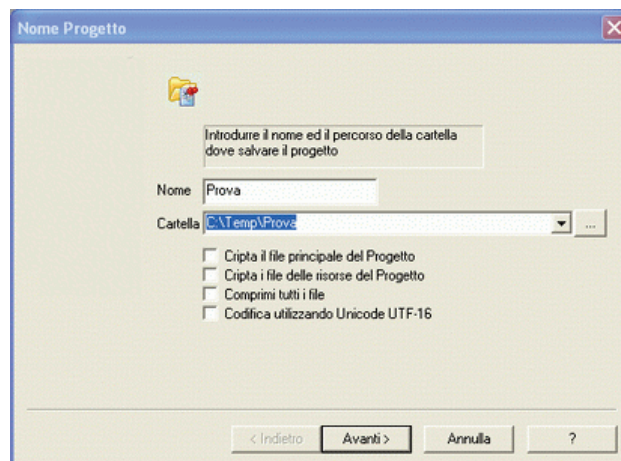 Nome Progetto
Introdurre il nome ed il percorso della cartella
dove salvare il progetto
Nome Prova
Cartella C:\Temp\Prova ...
Cripta il file principale del Progetto
Cripta i file delle risorse del Progetto
Comprimi tutti i file
Codifica utilizzando Unicode UTF-16
< Indietro Avanti > Annulla ?